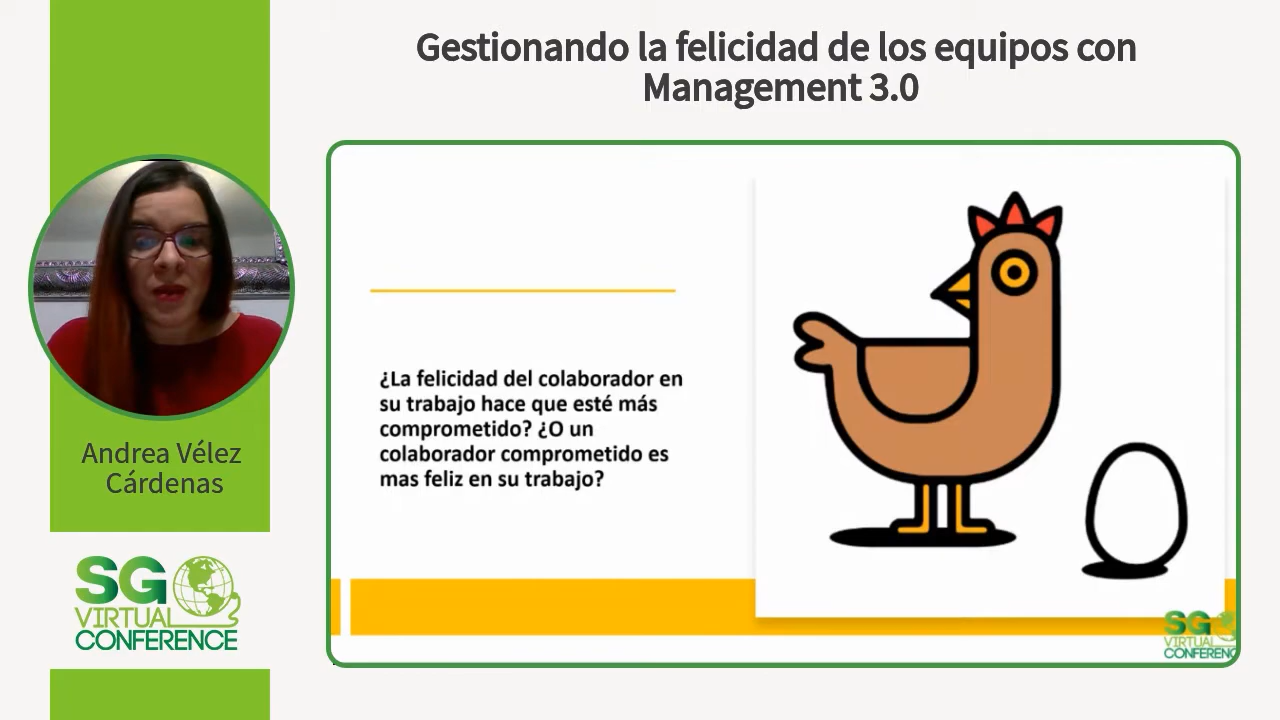 Gestionando la felicidad de los equipos con
Management 3.0
¿La felicidad del colaborador en
su trabajo hace que esté más
comprometido? ¿O un
colaborador comprometido es
mas feliz en su trabajo?
Andrea Vélez
Cárdenas
SG
VIRTUAL
CONFERENCE
SG
VIRTUAL
CONFERENC